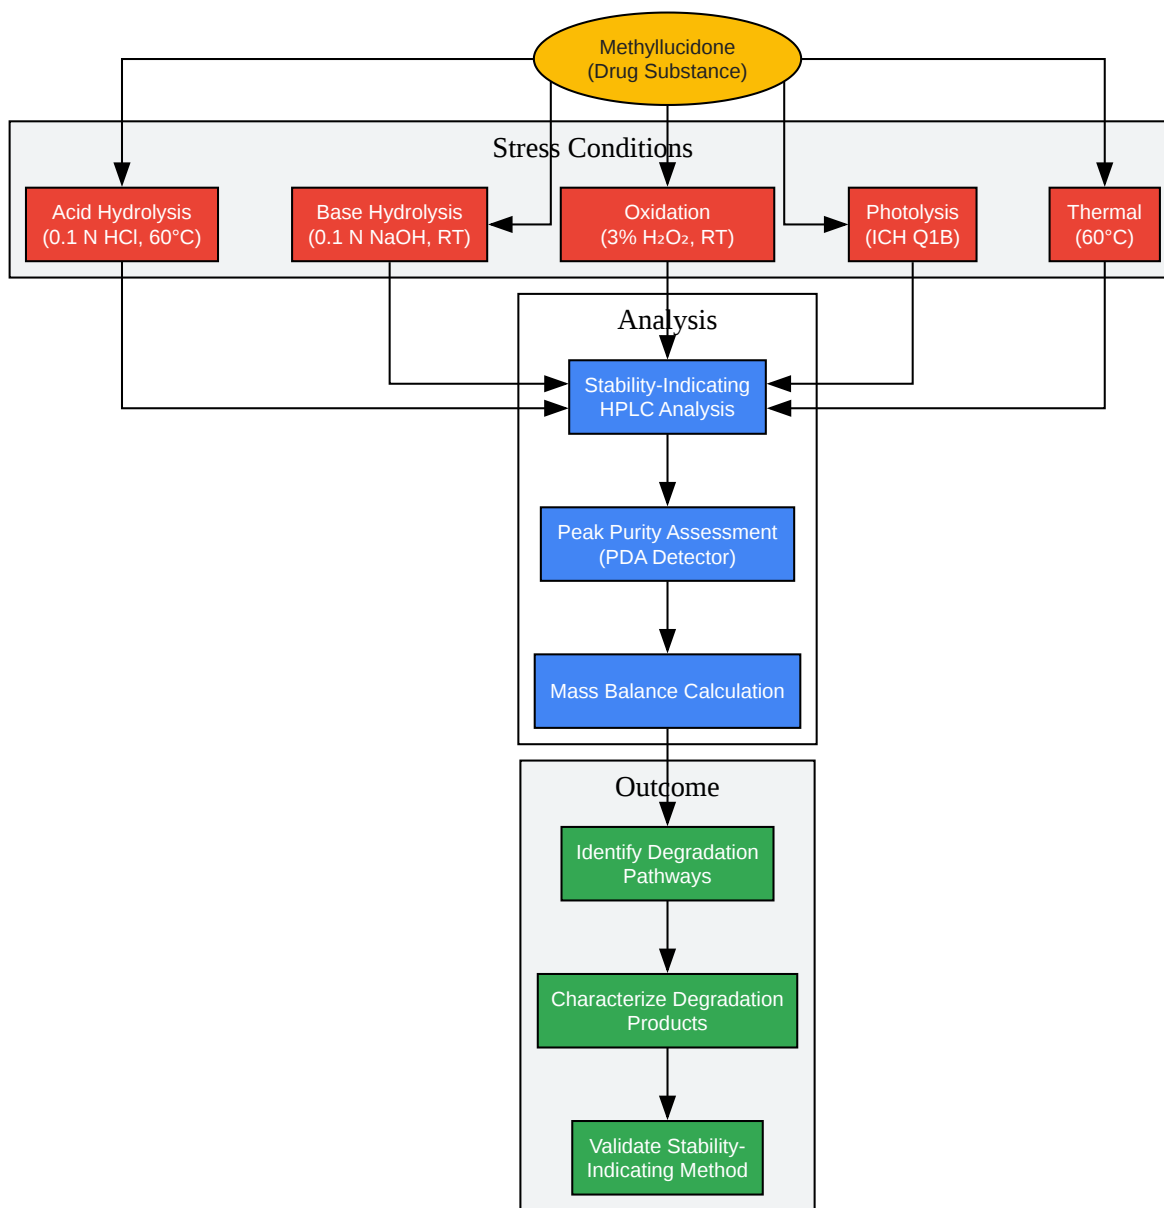 Methyllucidone
(Drug Substance)
Stress Conditions
Acid Hydrolysis
(0.1 N HCl, 60°C)
Base Hydrolysis
(0.1 N NaOH, RT)
Oxidation
(3% H₂O₂, RT)
Photolysis
(ICH Q1B)
Thermal
(60°C)
Analysis
Stability-Indicating
HPLC Analysis
Peak Purity Assessment
(PDA Detector)
Mass Balance Calculation
Outcome
Identify Degradation
Pathways
Characterize Degradation
Products
Validate Stability-
Indicating Method